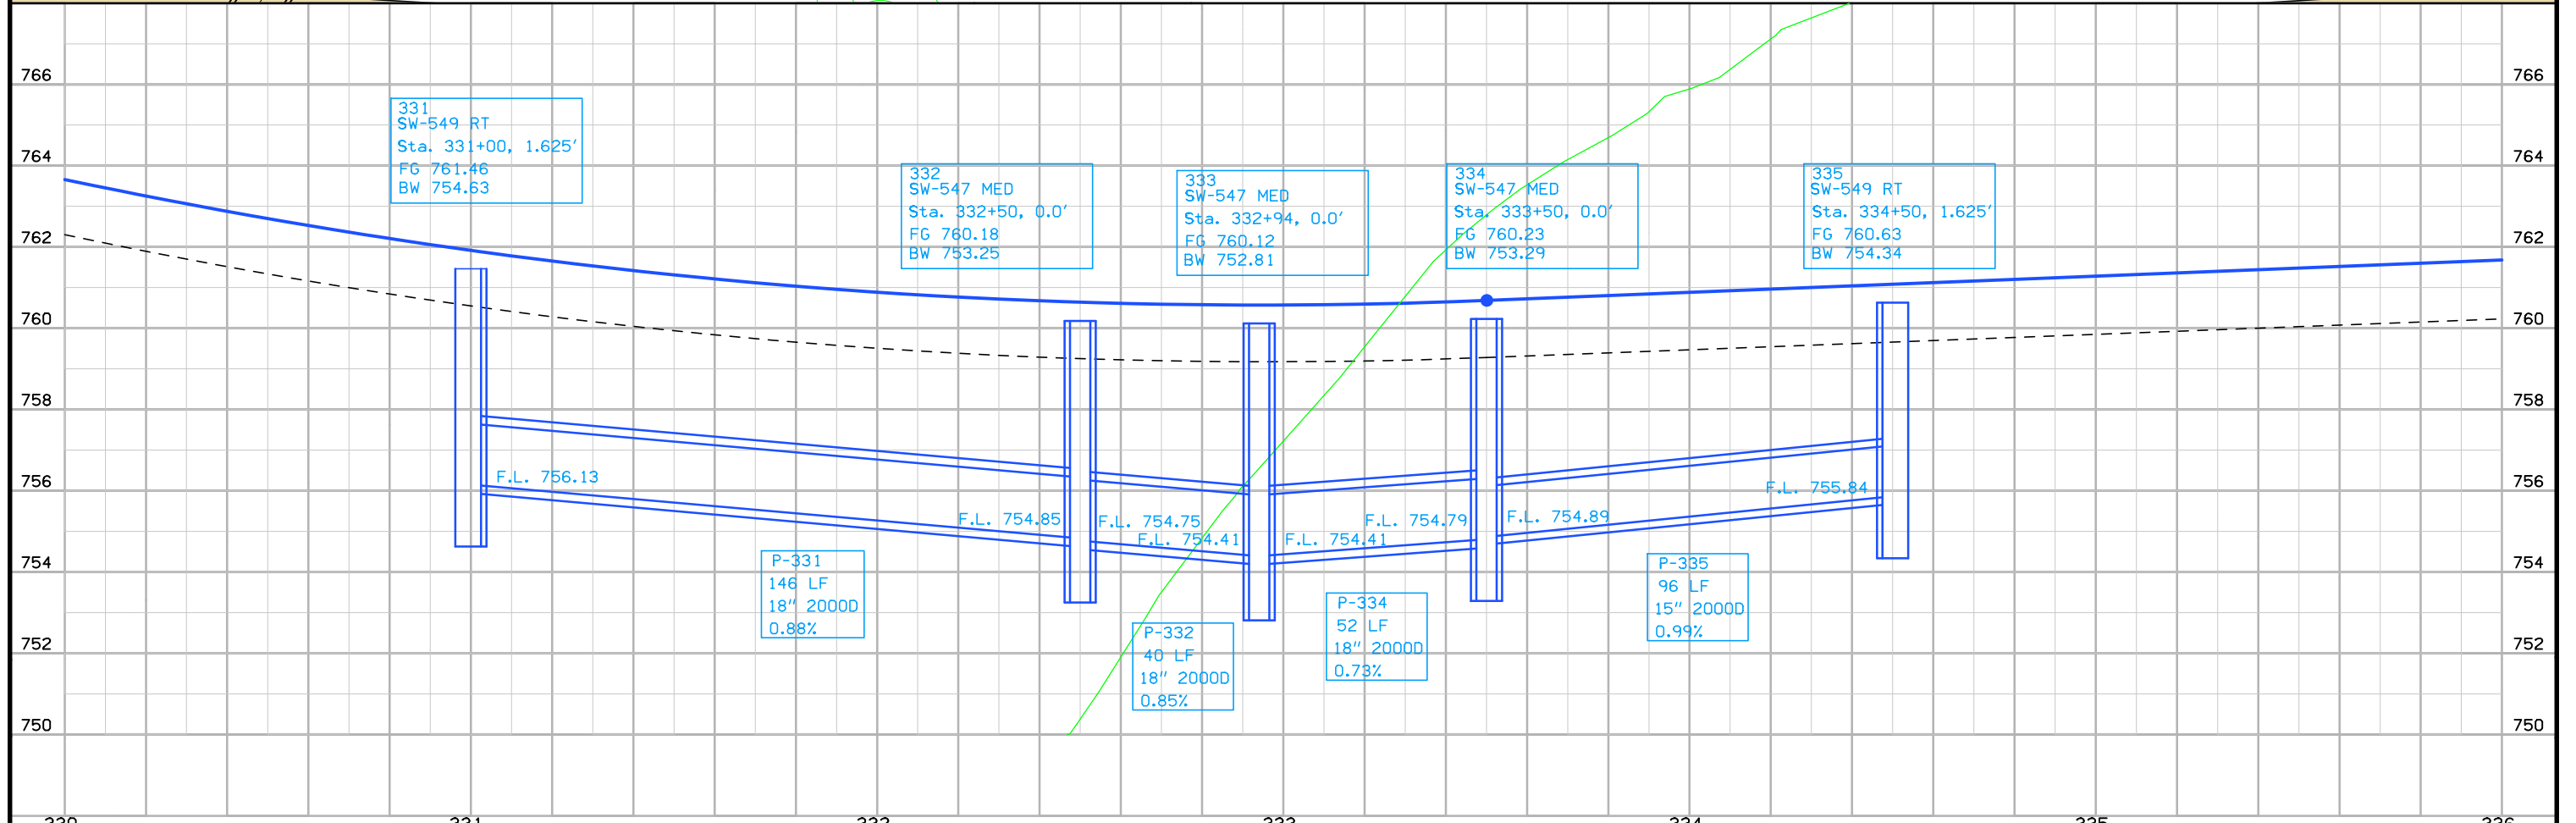 766
764
762
760
758
756
754
752
750
331
SW-549 RT
Sta. 331+00, 1.625'
FG 761.46
BW 754.63
332
SW-547 MED
Sta. 332+50, 0.0'
FG 760.18
BW 753.25
333
SW-547 MED
Sta. 332+94, 0.0'
FG 760.12
BW 752.81
334
SW-547 MED
Sta. 333+50, 0.0'
FG 760.23
BW 753.29
335
SW-549 RT
Sta. 334+50, 1.625'
FG 760.63
BW 754.34
F.L. 756.13
F.L. 754.85
F.L. 754.75
F.L. 754.41
F.L. 754.41
F.L. 754.79
F.L. 754.89
F.L. 755.84
P-331
146 LF
18" 2000D
0.88%
P-332
40 LF
18" 2000D
0.85%
P-334
52 LF
18" 2000D
0.73%
P-335
96 LF
15" 2000D
0.99%
766
764
762
760
758
756
754
752
750
330 331 332 333 334 335 336